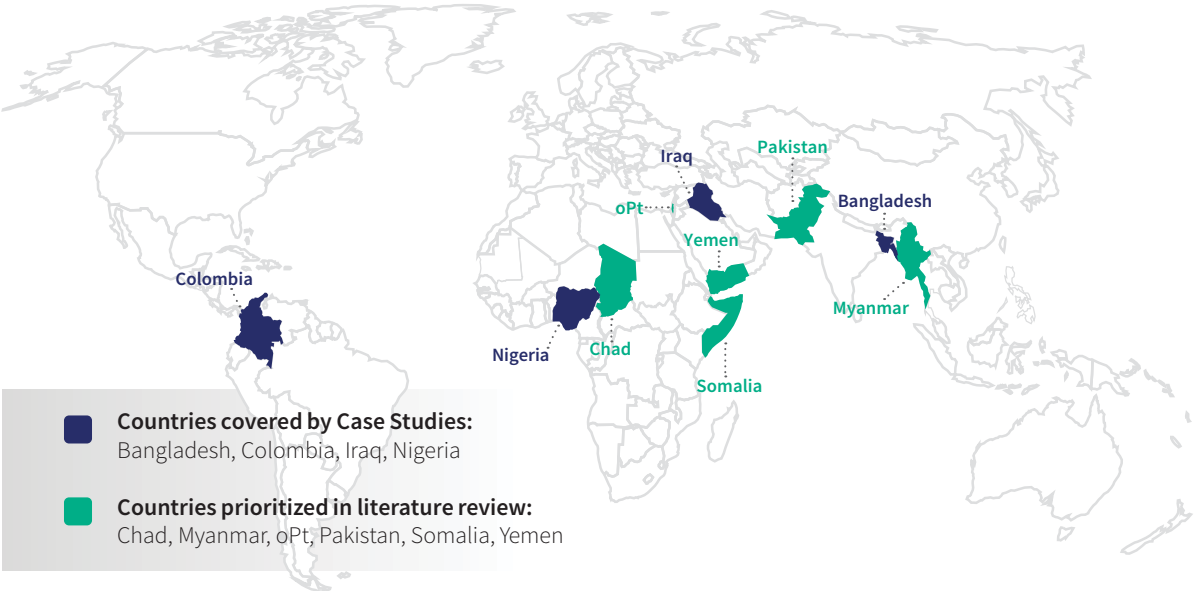 Pakistan
Iraq
Bangladesh
oPt
Yemen
Colombia
Myanmar
Chad
Nigeria
Somalia
Countries covered by Case Studies:
Bangladesh, Colombia, Iraq, Nigeria
Countries prioritized in literature review:
Chad, Myanmar, oPt, Pakistan, Somalia, Yemen